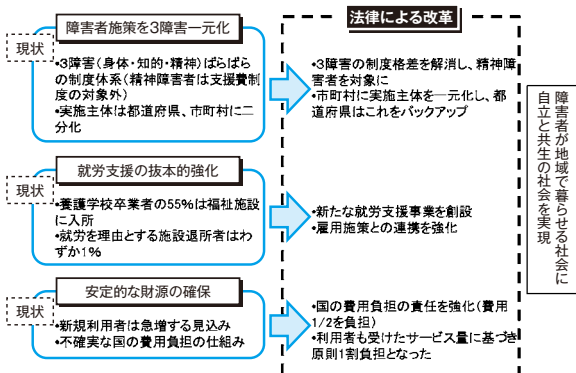 障害者施策を3障害一元化
現状
•3障害(身体・知的・精神)ばらばら
の制度体系(精神障害者は支援費制
度の対象外)
•実施主体は都道府県、市町村に二
分化
就労支援の抜本的強化
現状
•養護学校卒業者の55%は福祉施設
に入所
•就労を理由とする施設退所者はわ
ずか1%
安定的な財源の確保
現状
•新規利用者は急増する見込み
•不確実な国の費用負担の仕組み
法律による改革
•3障害の制度格差を解消し、精神障
害者を対象に
•市町村に実施主体を一元化し、都
道府県はこれをバックアップ
•新たな就労支援事業を創設
•雇用施策との連携を強化
•国の費用負担の責任を強化(費用
1/2を負担)
•利用者も受けたサービス量に基づき
原則1割負担となった
障害者が地域で暮らせる社会に
自立と共生の社会を実現